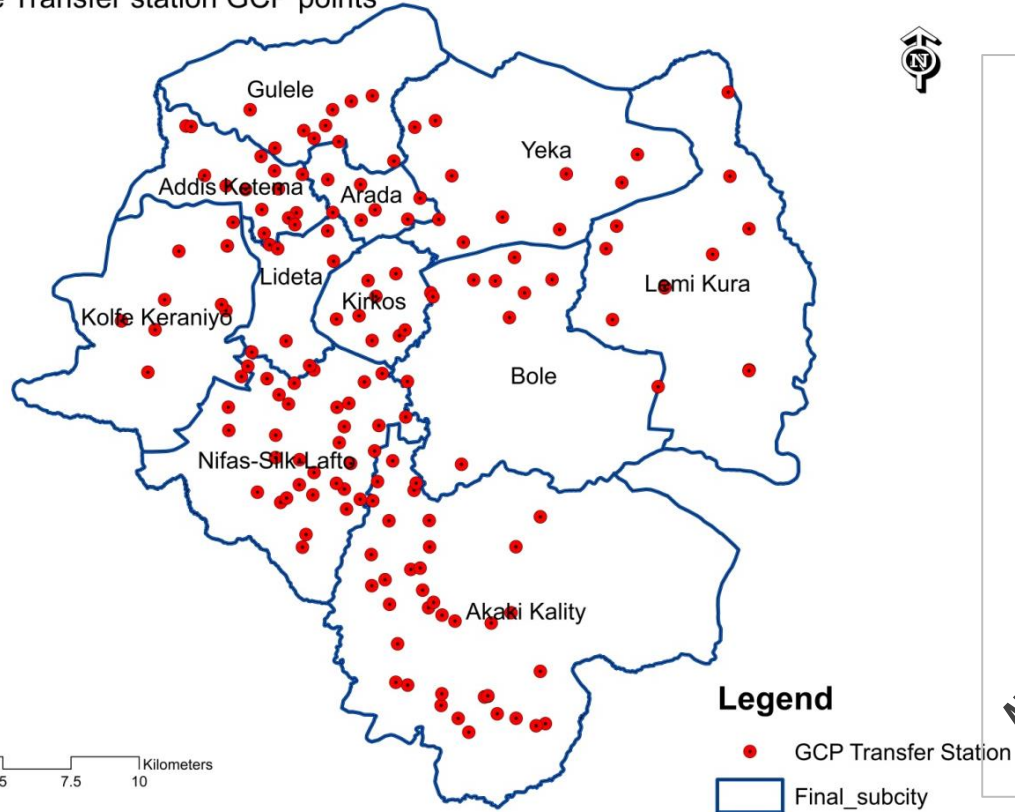 Transfer station GCP points
N
Gulele
Yeka
Addis Ketema
Arada
Lideta
Lemi Kura
Kirkos
Kolfe Keraniyo
Bole
Nifas-Silk-Lafto
Akaki Kality
Legend
GCP Transfer Station
Final_subcity
Kilometers
5 7.5 10